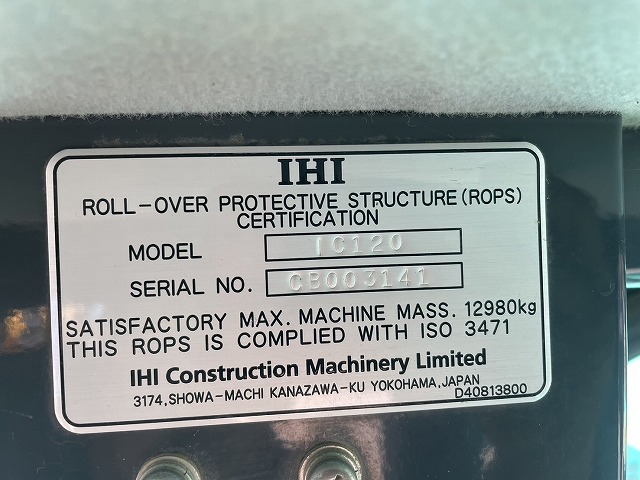 IHI
ROLL-OVER PROTECTIVE STRUCTURE(ROPS)
CERTIFICATION
MODEL IC120
SERIAL NO. CB003141
SATISFACTORY MAX. MACHINE MASS. 12980kg
THIS ROPS IS COMPLIED WITH ISO 3471
IHI Construction Machinery Limited
3174,SHOWA-MACHI KANAZAWA-KU YOKOHAMA,JAPAN
D40813800